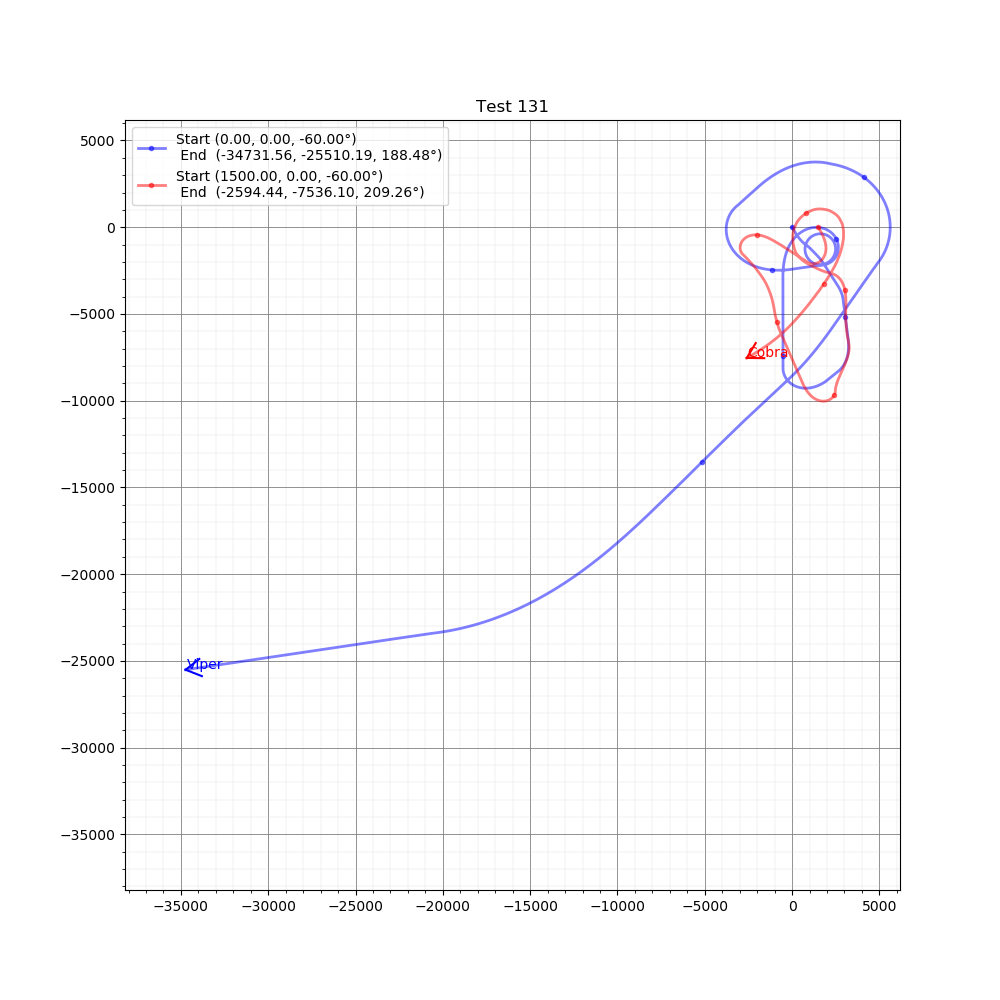 Test 131
Start (0.00, 0.00, -60.00°)
End  (-34731.56, -25510.19, 188.48°)
Start (1500.00, 0.00, -60.00°)
End  (-2594.44, -7536.10, 209.26°)
5000
0
−5000
−10000
−15000
−20000
−25000
−30000
−35000
Cobra
Viper
−35000 −30000 −25000 −20000 −15000 −10000 −5000 0 5000